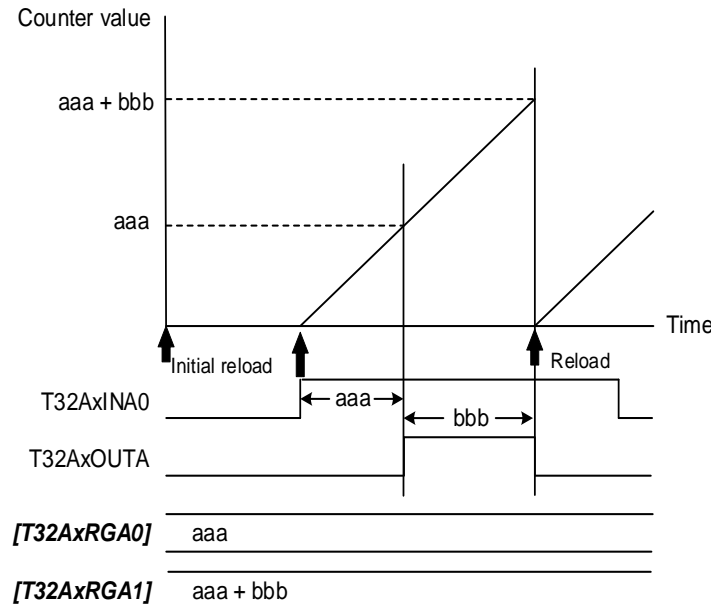 Counter value
aaa + bbb
aaa
Time
Initial reload
Reload
T32AxINA0
aaa
bbb
T32AxOUTA
[T32AxRGA0] aaa
[T32AxRGA1] aaa + bbb